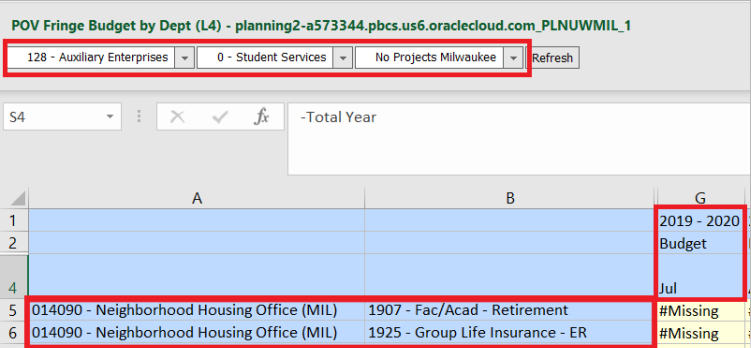 POV Fringe Budget by Dept (L4) - planning2-a573344.pbcs.us6.oraclecloud.com_PLNUWMIL_1
128 - Auxiliary Enterprises 0 - Student Services No Projects Milwaukee Refresh
S4 fx -Total Year
A B G
1 2019 - 2020
2 Budget
4 Jul
5 014090 - Neighborhood Housing Office (MIL) 1907 - Fac/Acad - Retirement #Missing
6 014090 - Neighborhood Housing Office (MIL) 1925 - Group Life Insurance - ER #Missing